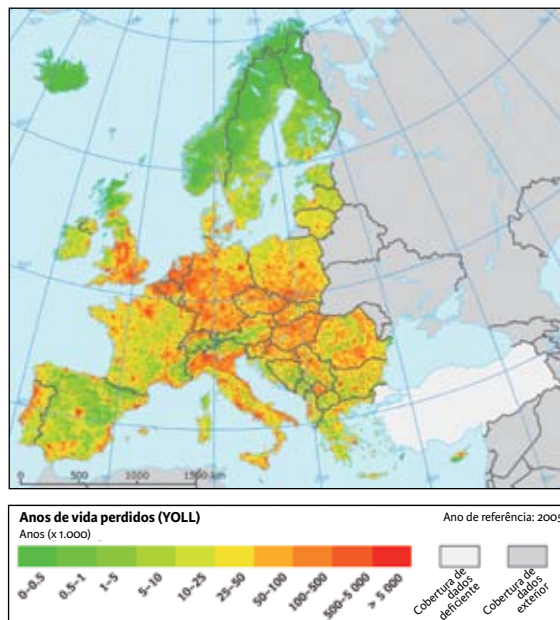 0 500 1000 1500 km
Anos de vida perdidos (YOLL)
Ano de referência: 2005
Anos (x 1.000)
0–0.5
0.5–1
1–5
5–10
10–25
25–50
50–100
100–500
500–5 000
> 5 000
Cobertura de
dados
deficiente
Cobertura de
dados
exterior